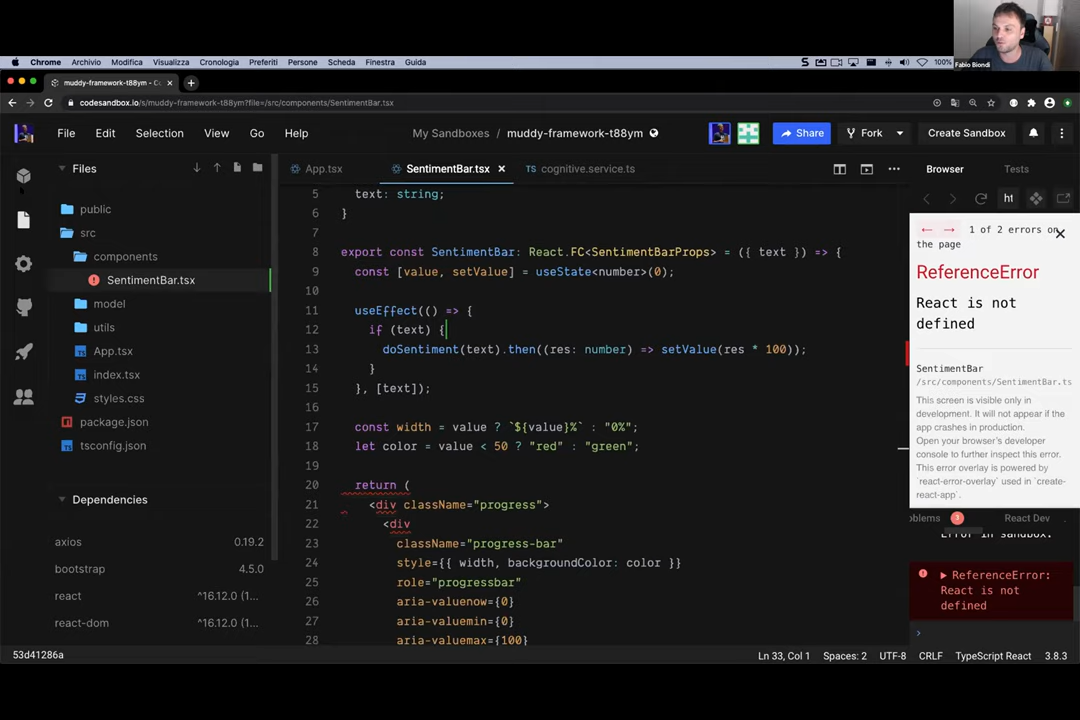 Fabio Biondi
Chrome Archivio Modifica Visualizza Cronologia Preferiti Persone Scheda Finestra Guida 100%
muddy-framework-t88ym - Co
codesandbox.io/s/muddy-framework-t88ym?file=/src/components/SentimentBar.tsx
File Edit Selection View Go Help My Sandboxes / muddy-framework-t88ym Share Fork Create Sandbox
Files App.tsx SentimentBar.tsx cognitive.service.ts Browser Tests
public
src
components
SentimentBar.tsx
model
utils
App.tsx
index.tsx
styles.css
package.json
tsconfig.json
Dependencies
axios 0.19.2
bootstrap 4.5.0
react ^16.12.0 (1...
react-dom ^16.12.0 (1...
5 text: string;
6 }
7
8 export const SentimentBar: React.FC<SentimentBarProps> = ({ text }) => {
9 const [value, setValue] = useState<number>(0);
10
11 useEffect(() => {
12 if (text) {
13 doSentiment(text).then((res: number) => setValue(res * 100));
14 }
15 }, [text]);
16
17 const width = value ? `${value}%` : "0%";
18 let color = value < 50 ? "red" : "green";
19
20 return (
21 <div className="progress">
22 <div
23 className="progress-bar"
24 style={{ width, backgroundColor: color }}
25 role="progressbar"
26 aria-valuenow={0}
27 aria-valuemin={0}
28 aria-valuemax={100}
← → 1 of 2 errors on
the page
ReferenceError
React is not
defined
SentimentBar
/src/components/SentimentBar.ts
This screen is visible only in
development. It will not appear if the
app crashes in production.
Open your browser's developer
console to further inspect this error.
This error overlay is powered by
`react-error-overlay` used in `create-
react-app`.
oblems 3 React Dev
Error in sandbox:
▶ ReferenceError:
React is not
defined
›
53d41286a Ln 33, Col 1 Spaces: 2 UTF-8 CRLF TypeScript React 3.8.3